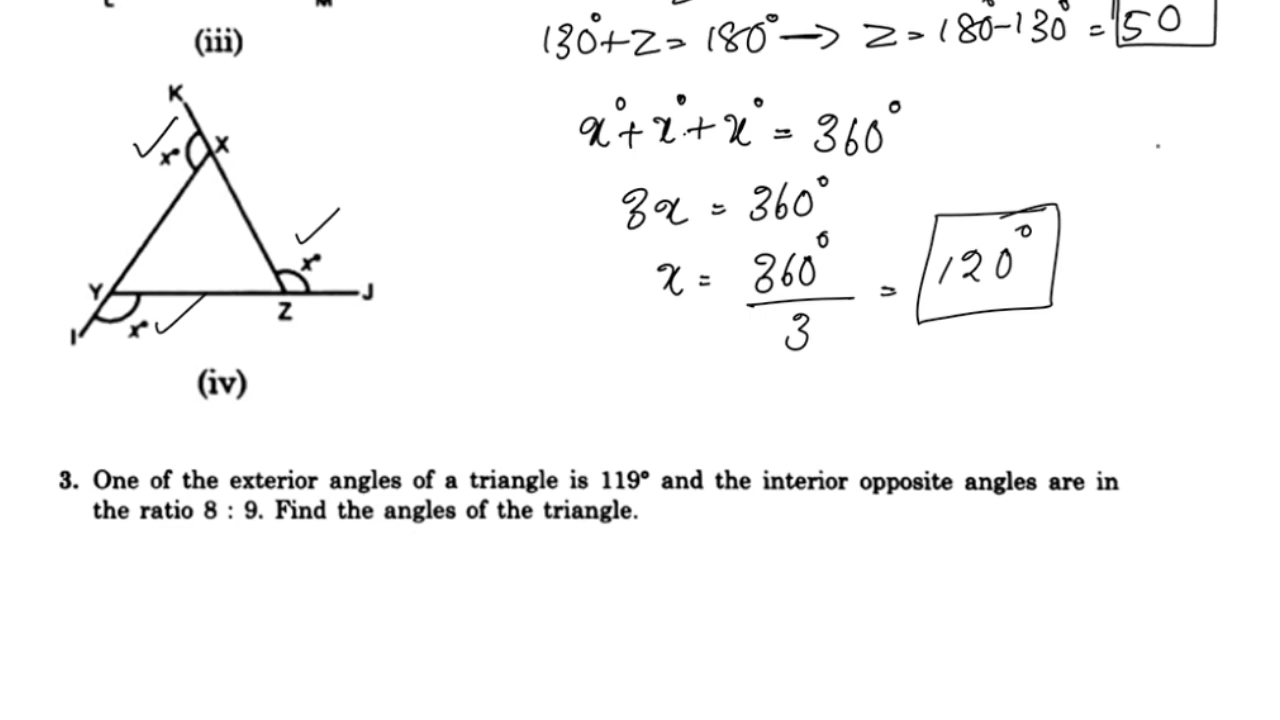 (iii)
130°+z = 180° → z = 180°-130° = 50
K
X
x°
x°
Y
J
Z
x°
I
(iv)
x°+x°+x° = 360°
3x = 360°
x = 360°/3 = 120°
3. One of the exterior angles of a triangle is 119° and the interior opposite angles are in
the ratio 8 : 9. Find the angles of the triangle.